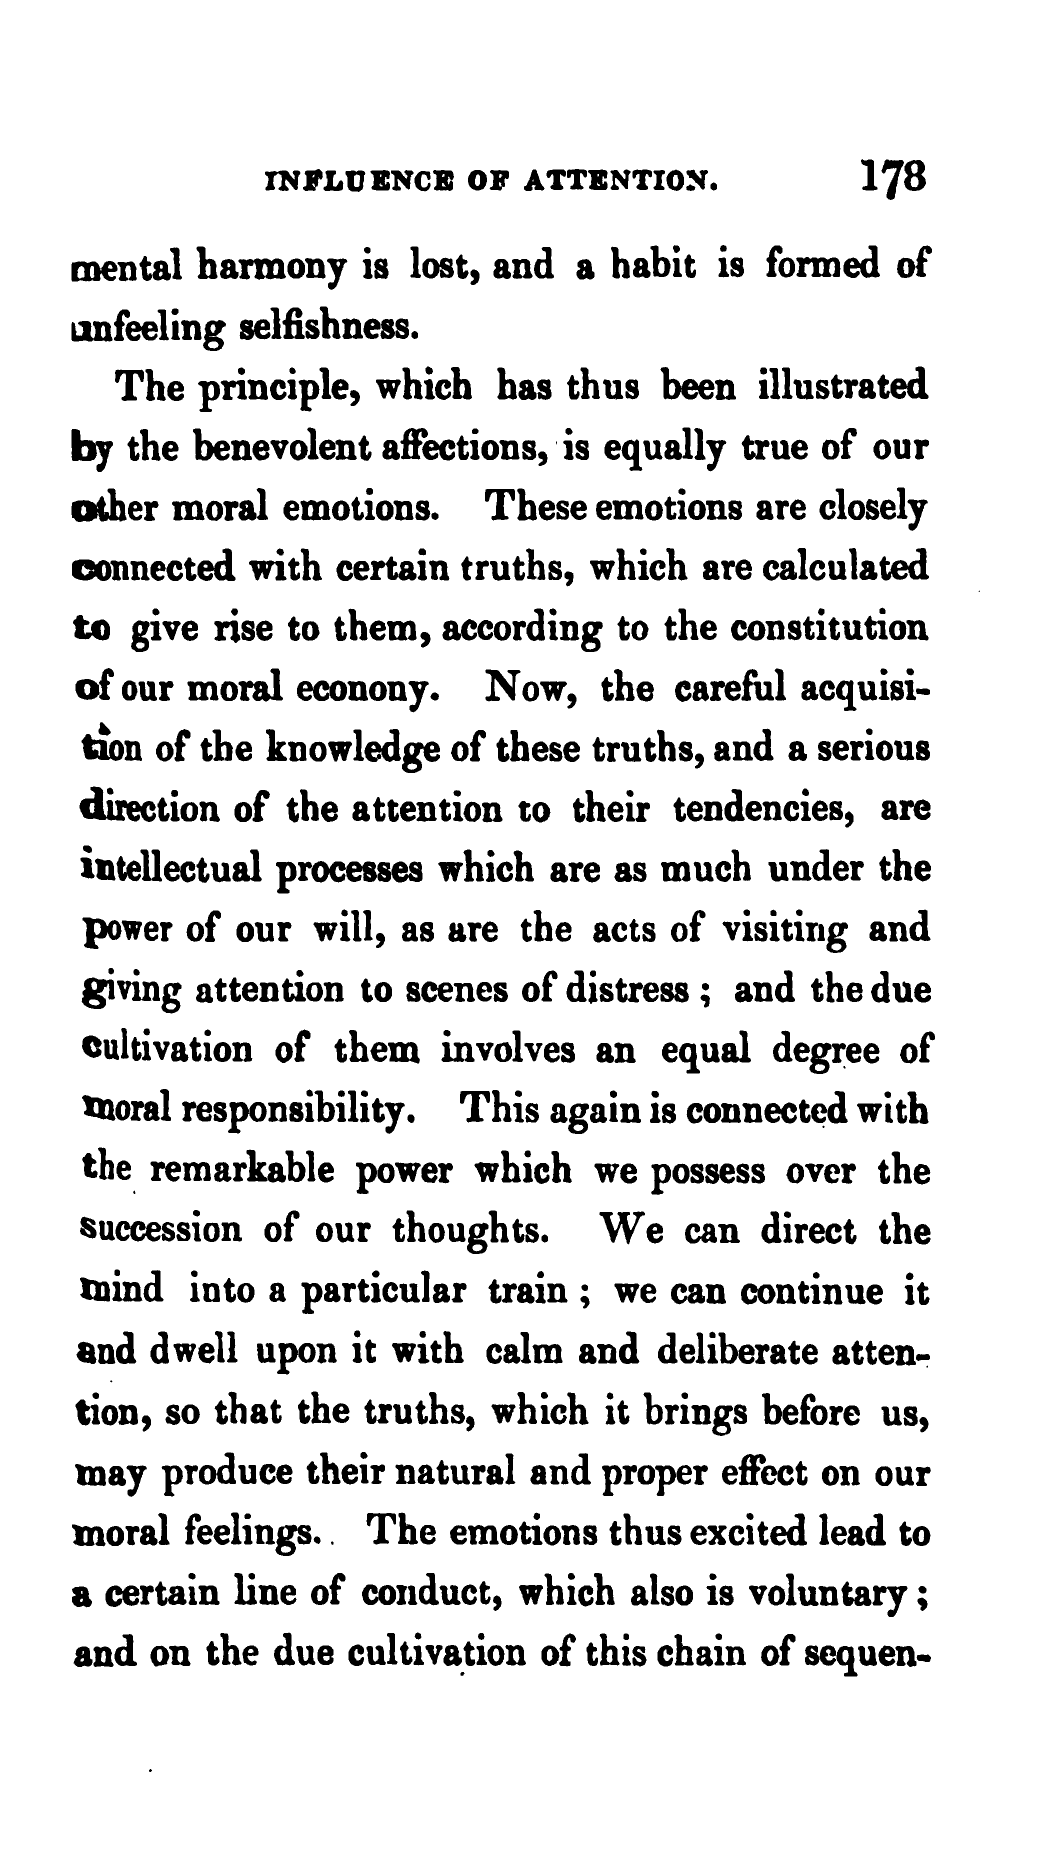 INFLUENCE OF ATTENTION. 178
mental harmony is lost, and a habit is formed of
unfeeling selfishness.
The principle, which has thus been illustrated
by the benevolent affections, is equally true of our
other moral emotions. These emotions are closely
connected with certain truths, which are calculated
to give rise to them, according to the constitution
of our moral econony. Now, the careful acquisi-
tion of the knowledge of these truths, and a serious
direction of the attention to their tendencies, are
intellectual processes which are as much under the
power of our will, as are the acts of visiting and
giving attention to scenes of distress ; and the due
cultivation of them involves an equal degree of
moral responsibility. This again is connected with
the remarkable power which we possess over the
succession of our thoughts. We can direct the
mind into a particular train ; we can continue it
and dwell upon it with calm and deliberate atten-
tion, so that the truths, which it brings before us,
may produce their natural and proper effect on our
moral feelings. The emotions thus excited lead to
a certain line of conduct, which also is voluntary ;
and on the due cultivation of this chain of sequen-